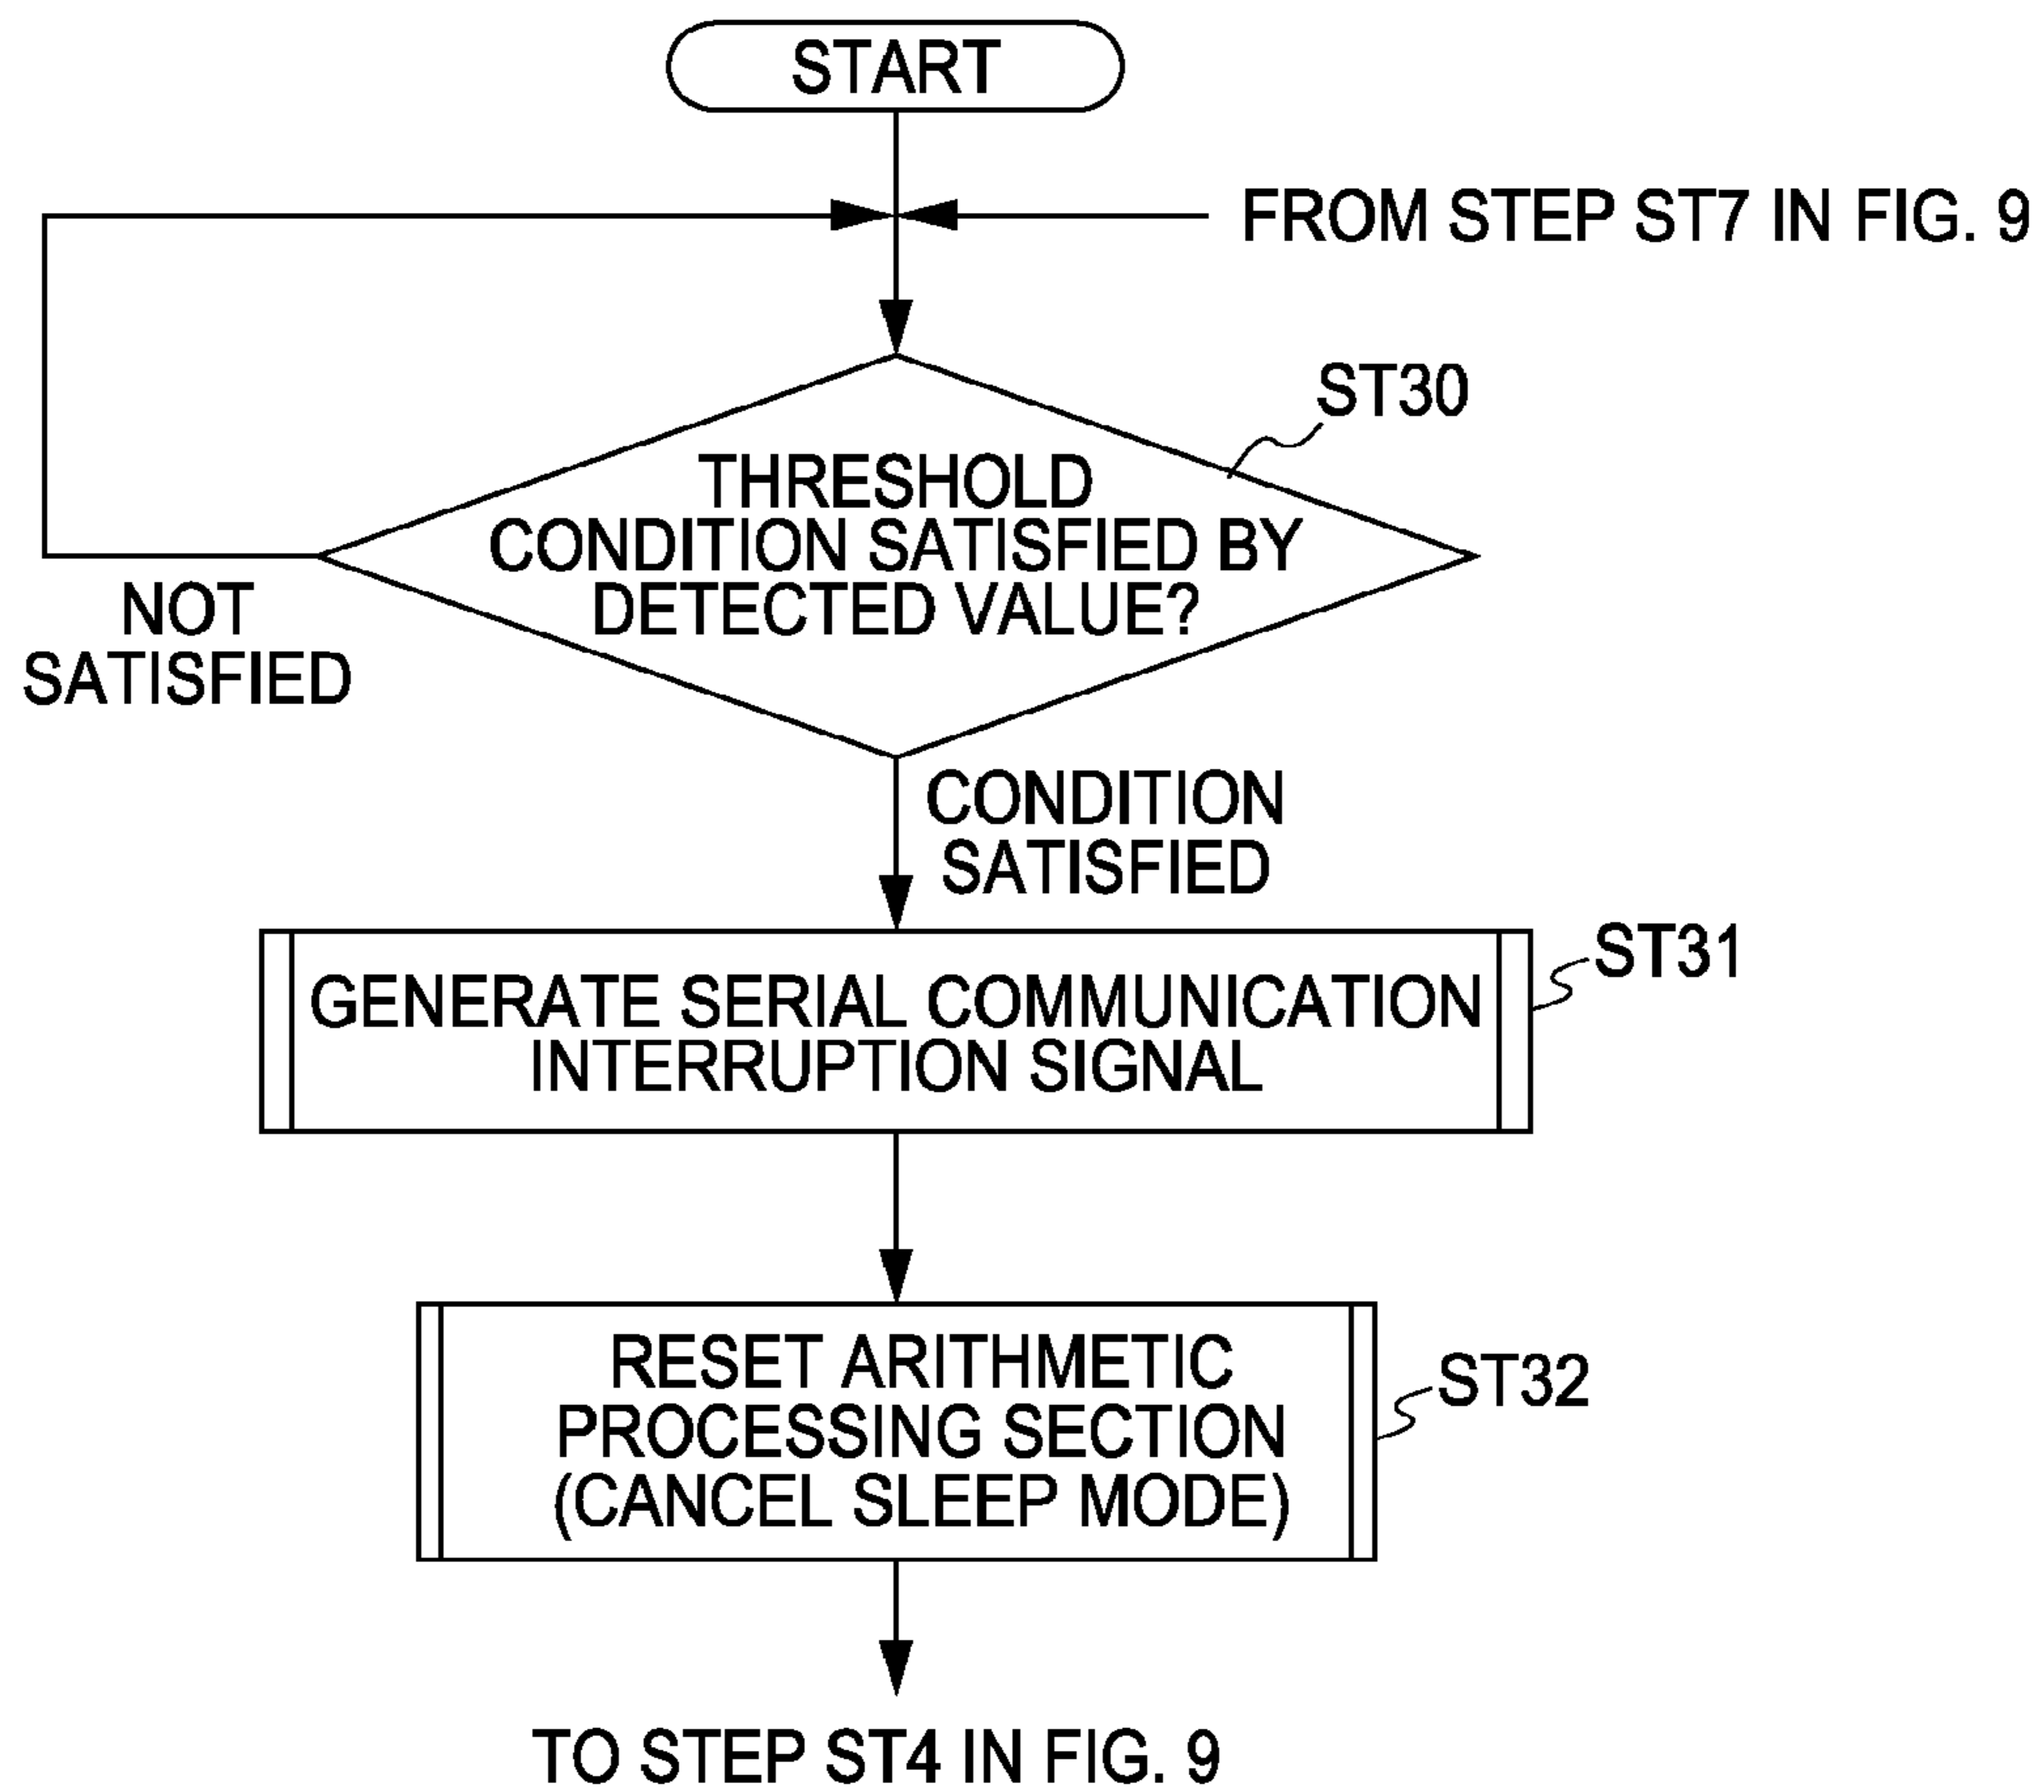 START
FROM STEP ST7 IN FIG. 9
ST30
THRESHOLD
CONDITION SATISFIED BY
DETECTED VALUE?
NOT
SATISFIED
CONDITION
SATISFIED
ST31
GENERATE SERIAL COMMUNICATION
INTERRUPTION SIGNAL
RESET ARITHMETIC
PROCESSING SECTION
(CANCEL SLEEP MODE)
ST32
TO STEP ST4 IN FIG. 9